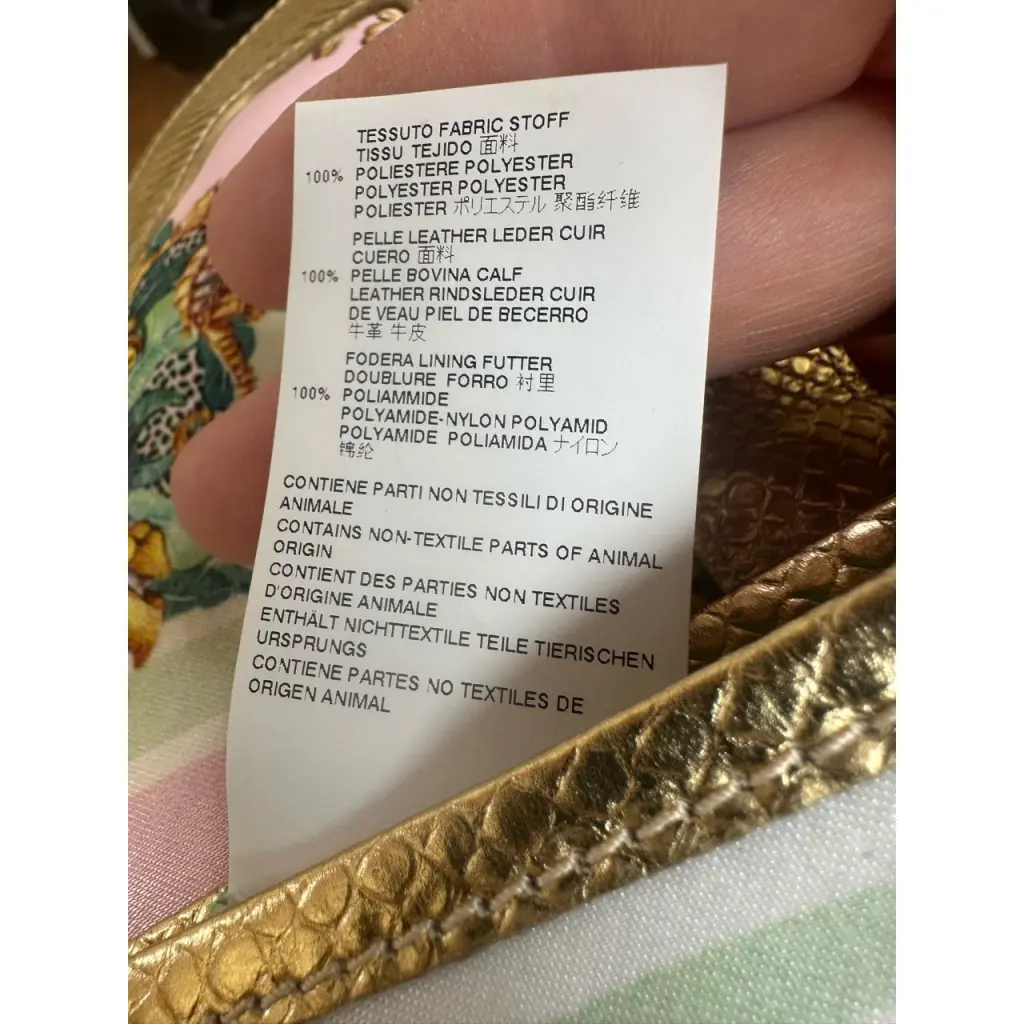 TESSUTO FABRIC STOFF
TISSU TEJIDO 面料
100% POLIESTERE POLYESTER
POLYESTER POLYESTER
POLIESTER ポリエステル 聚酯纤维
PELLE LEATHER LEDER CUIR
CUERO 面料
100% PELLE BOVINA CALF
LEATHER RINDSLEDER CUIR
DE VEAU PIEL DE BECERRO
牛革 牛皮
FODERA LINING FUTTER
DOUBLURE FORRO 衬里
100% POLIAMMIDE
POLYAMIDE-NYLON POLYAMID
POLYAMIDE POLIAMIDA ナイロン
锦纶
CONTIENE PARTI NON TESSILI DI ORIGINE
ANIMALE
CONTAINS NON-TEXTILE PARTS OF ANIMAL
ORIGIN
CONTIENT DES PARTIES NON TEXTILES
D'ORIGINE ANIMALE
ENTHÄLT NICHTTEXTILE TEILE TIERISCHEN
URSPRUNGS
CONTIENE PARTES NO TEXTILES DE
ORIGEN ANIMAL